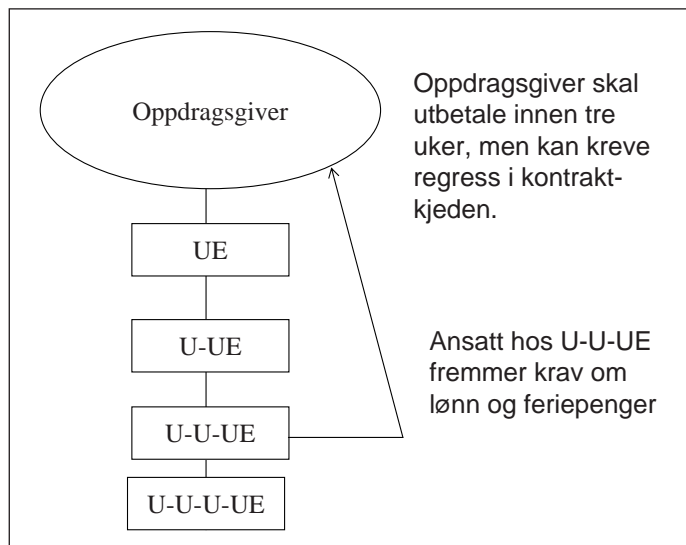 Oppdragsgiver
Oppdragsgiver skal
utbetale innen tre
uker, men kan kreve
regress i kontrakt-
kjeden.
UE
U-UE
Ansatt hos U-U-UE
fremmer krav om
lønn og feriepenger
U-U-UE
U-U-U-UE